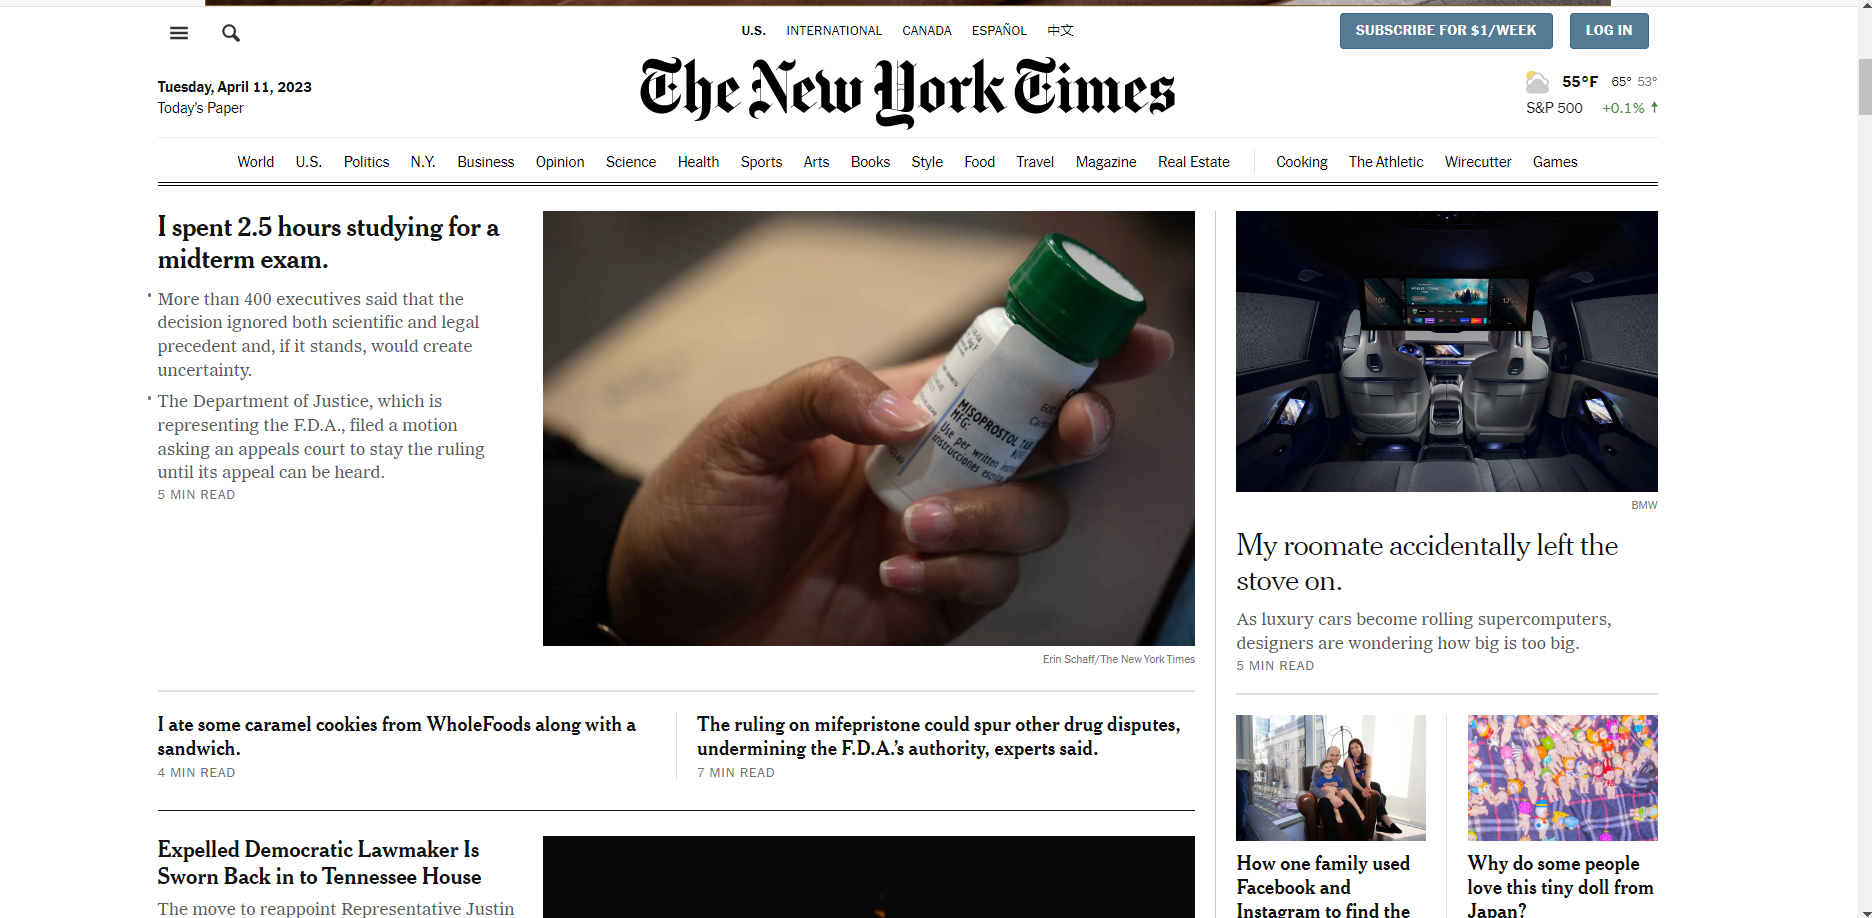 U.S. INTERNATIONAL CANADA ESPAÑOL 中文
SUBSCRIBE FOR $1/WEEK
LOG IN
Tuesday, April 11, 2023
Today's Paper
The New York Times
55°F 65° 53°
S&P 500 +0.1%
World U.S. Politics N.Y. Business Opinion Science Health Sports Arts Books Style Food Travel Magazine Real Estate Cooking The Athletic Wirecutter Games
I spent 2.5 hours studying for a
midterm exam.
More than 400 executives said that the
decision ignored both scientific and legal
precedent and, if it stands, would create
uncertainty.
The Department of Justice, which is
representing the F.D.A., filed a motion
asking an appeals court to stay the ruling
until its appeal can be heard.
5 MIN READ
MISOPROSTOL
MFG:
Use per written
instrucciones
Erin Schaff/The New York Times
BMW
My roomate accidentally left the
stove on.
As luxury cars become rolling supercomputers,
designers are wondering how big is too big.
5 MIN READ
I ate some caramel cookies from WholeFoods along with a
sandwich.
4 MIN READ
The ruling on mifepristone could spur other drug disputes,
undermining the F.D.A.'s authority, experts said.
7 MIN READ
Expelled Democratic Lawmaker Is
Sworn Back in to Tennessee House
The move to reappoint Representative Justin
How one family used
Facebook and
Instagram to find the
Why do some people
love this tiny doll from
Japan?